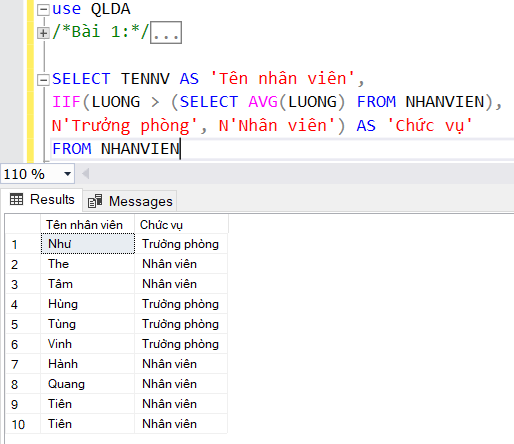 use QLDA
/*Bài 1:*/...
SELECT TENNV AS 'Tên nhân viên',
IIF(LUONG > (SELECT AVG(LUONG) FROM NHANVIEN),
N'Trưởng phòng', N'Nhân viên') AS 'Chức vụ'
FROM NHANVIEN
110 %
Results Messages
Tên nhân viên Chức vụ
1 Như Trưởng phòng
2 The Nhân viên
3 Tâm Nhân viên
4 Hùng Trưởng phòng
5 Tùng Trưởng phòng
6 Vinh Trưởng phòng
7 Hành Nhân viên
8 Quang Nhân viên
9 Tiên Nhân viên
10 Tiên Nhân viên